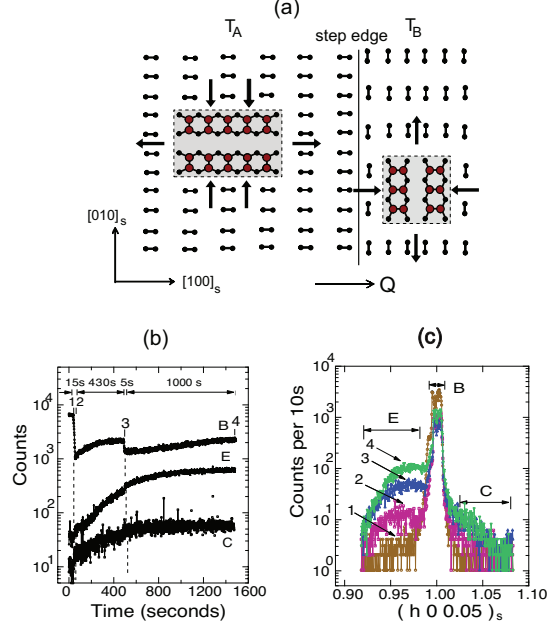 (a)
T_A
step edge
T_B
[010]_s
[100]_s
Q
(b)
15s
430s
5s
1000 s
12
3
4
B
E
C
Counts
10^4
10^3
10^2
10^1
0
400
800
1200
1600
Time (seconds)
(c)
B
E
4
3
2
1
C
Counts per 10s
10^4
10^3
10^2
10^1
10^0
0.90
0.95
1.00
1.05
1.10
( h 0 0.05 )_s